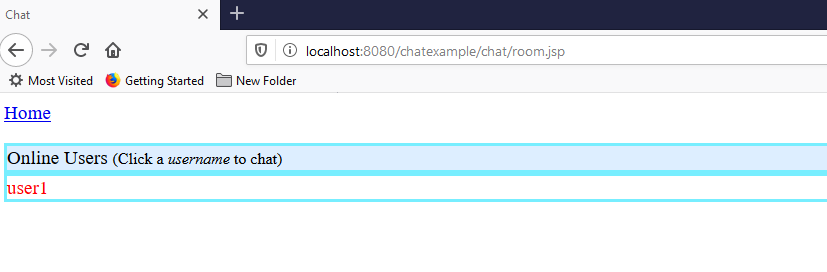 Chat
localhost:8080/chatexample/chat/room.jsp
Most Visited Getting Started New Folder
Home
Online Users (Click a username to chat)
user1